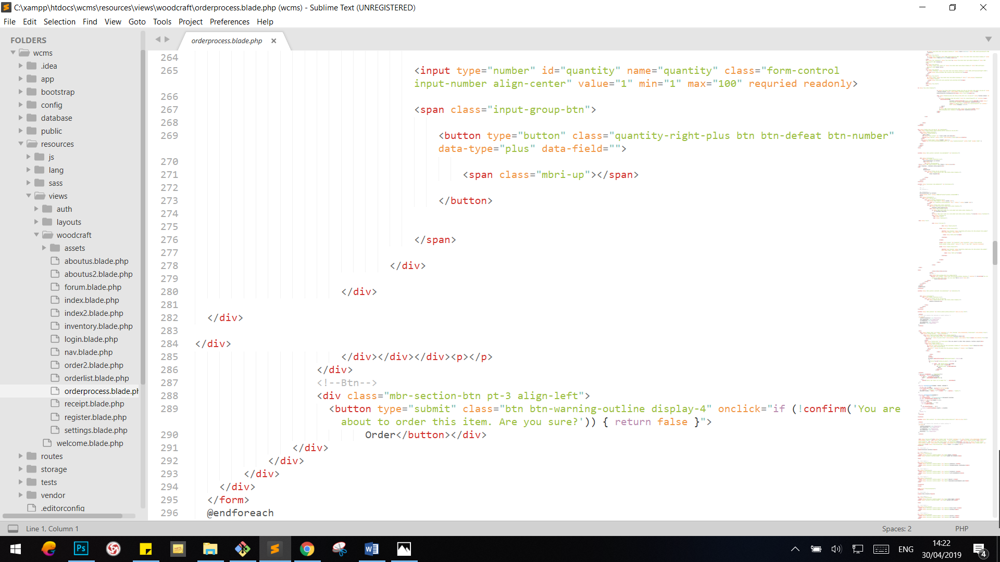 C:\xampp\htdocs\wcms\resources\views\woodcraft\orderprocess.blade.php (wcms) - Sublime Text (UNREGISTERED)
File Edit Selection Find View Goto Tools Project Preferences Help
FOLDERS
wcms
.idea
app
bootstrap
config
database
public
resources
js
lang
sass
views
auth
layouts
woodcraft
assets
aboutus.blade.php
aboutus2.blade.php
forum.blade.php
index.blade.php
index2.blade.php
inventory.blade.php
login.blade.php
nav.blade.php
order2.blade.php
orderlist.blade.php
orderprocess.blade.ph
receipt.blade.php
register.blade.php
settings.blade.php
welcome.blade.php
routes
storage
tests
vendor
.editorconfig
orderprocess.blade.php
264
265 <input type="number" id="quantity" name="quantity" class="form-control
input-number align-center" value="1" min="1" max="100" requried readonly>
266
267 <span class="input-group-btn">
268
269 <button type="button" class="quantity-right-plus btn btn-defeat btn-number"
data-type="plus" data-field="">
270
271 <span class="mbri-up"></span>
272
273 </button>
274
275
276 </span>
277
278 </div>
279
280 </div>
281
282 </div>
283
284 </div>
285 </div></div></div><p></p>
286 </div>
287 <!--Btn-->
288 <div class="mbr-section-btn pt-3 align-left">
289 <button type="submit" class="btn btn-warning-outline display-4" onclick="if (!confirm('You are
about to order this item. Are you sure?')) { return false }">
290 Order</button></div>
291 </div>
292 </div>
293 </div>
294 </div>
295 </form>
296 @endforeach
Line 1, Column 1
Spaces: 2
PHP
Ps
ENG
14:22
30/04/2019
4